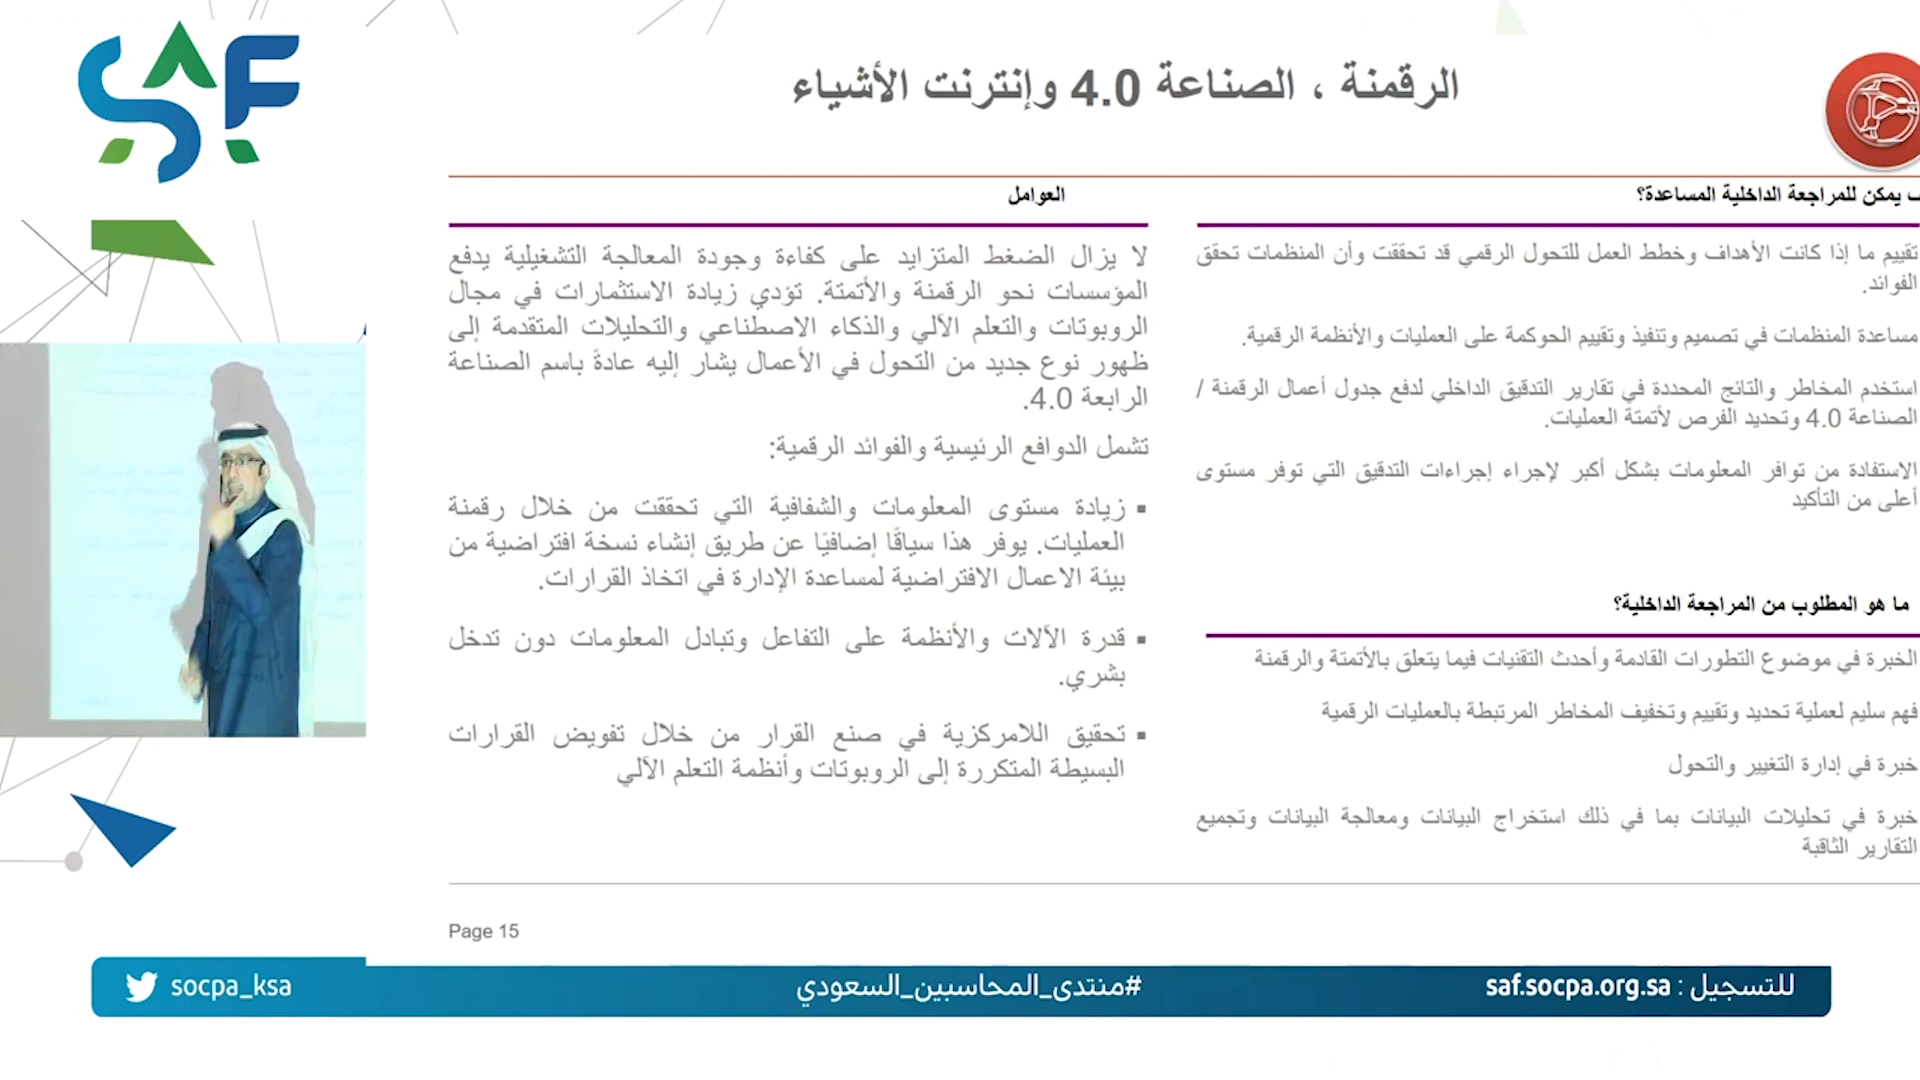 SAF
الرقمنة ، الصناعة 4.0 وإنترنت الأشياء
يمكن للمراجعة الداخلية المساعدة؟
تقييم ما إذا كانت الأهداف وخطط العمل للتحول الرقمي قد تحققت وأن المنظمات تحقق
الفوائد.
مساعدة المنظمات في تصميم وتنفيذ وتقييم الحوكمة على العمليات والأنظمة الرقمية.
استخدم المخاطر والنتائج المحددة في تقارير التدقيق الداخلي لدفع جدول أعمال الرقمنة /
الصناعة 4.0 وتحديد الفرص لأتمتة العمليات.
الاستفادة من توافر المعلومات بشكل أكبر لإجراء إجراءات التدقيق التي توفر مستوى
أعلى من التأكيد
ما هو المطلوب من المراجعة الداخلية؟
الخبرة في موضوع التطورات القادمة وأحدث التقنيات فيما يتعلق بالأتمتة والرقمنة
فهم سليم لعملية تحديد وتقييم وتخفيف المخاطر المرتبطة بالعمليات الرقمية
خبرة في إدارة التغيير والتحول
خبرة في تحليلات البيانات بما في ذلك استخراج البيانات ومعالجة البيانات وتجميع
التقارير الثاقبة
العوامل
لا يزال الضغط المتزايد على كفاءة وجودة المعالجة التشغيلية يدفع
المؤسسات نحو الرقمنة والأتمتة. تؤدي زيادة الاستثمارات في مجال
الروبوتات والتعلم الآلي والذكاء الاصطناعي والتحليلات المتقدمة إلى
ظهور نوع جديد من التحول في الأعمال يشار إليه عادةً باسم الصناعة
الرابعة 4.0.
تشمل الدوافع الرئيسية والفوائد الرقمية:
▪ زيادة مستوى المعلومات والشفافية التي تحققت من خلال رقمنة
العمليات. يوفر هذا سياقًا إضافيًا عن طريق إنشاء نسخة افتراضية من
بيئة الاعمال الافتراضية لمساعدة الإدارة في اتخاذ القرارات.
▪ قدرة الآلات والأنظمة على التفاعل وتبادل المعلومات دون تدخل
بشري.
▪ تحقيق اللامركزية في صنع القرار من خلال تفويض القرارات
البسيطة المتكررة إلى الروبوتات وأنظمة التعلم الآلي
Page 15
للتسجيل : saf.socpa.org.sa
#منتدى_المحاسبين_السعودي
socpa_ksa